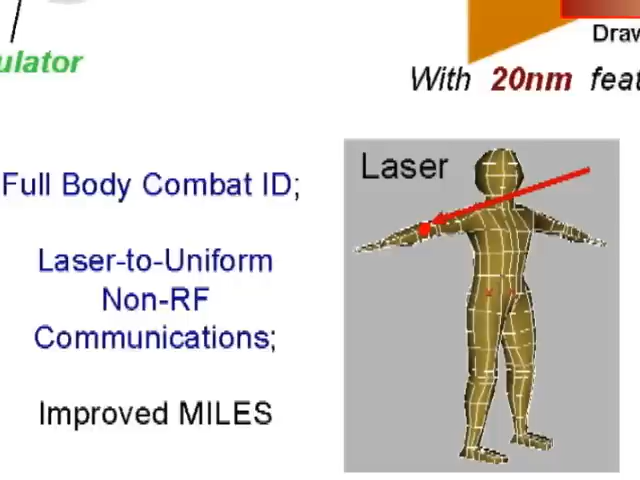 Draw
ulator
With 20nm feat
Laser
Full Body Combat ID;
Laser-to-Uniform
Non-RF
Communications;
Improved MILES